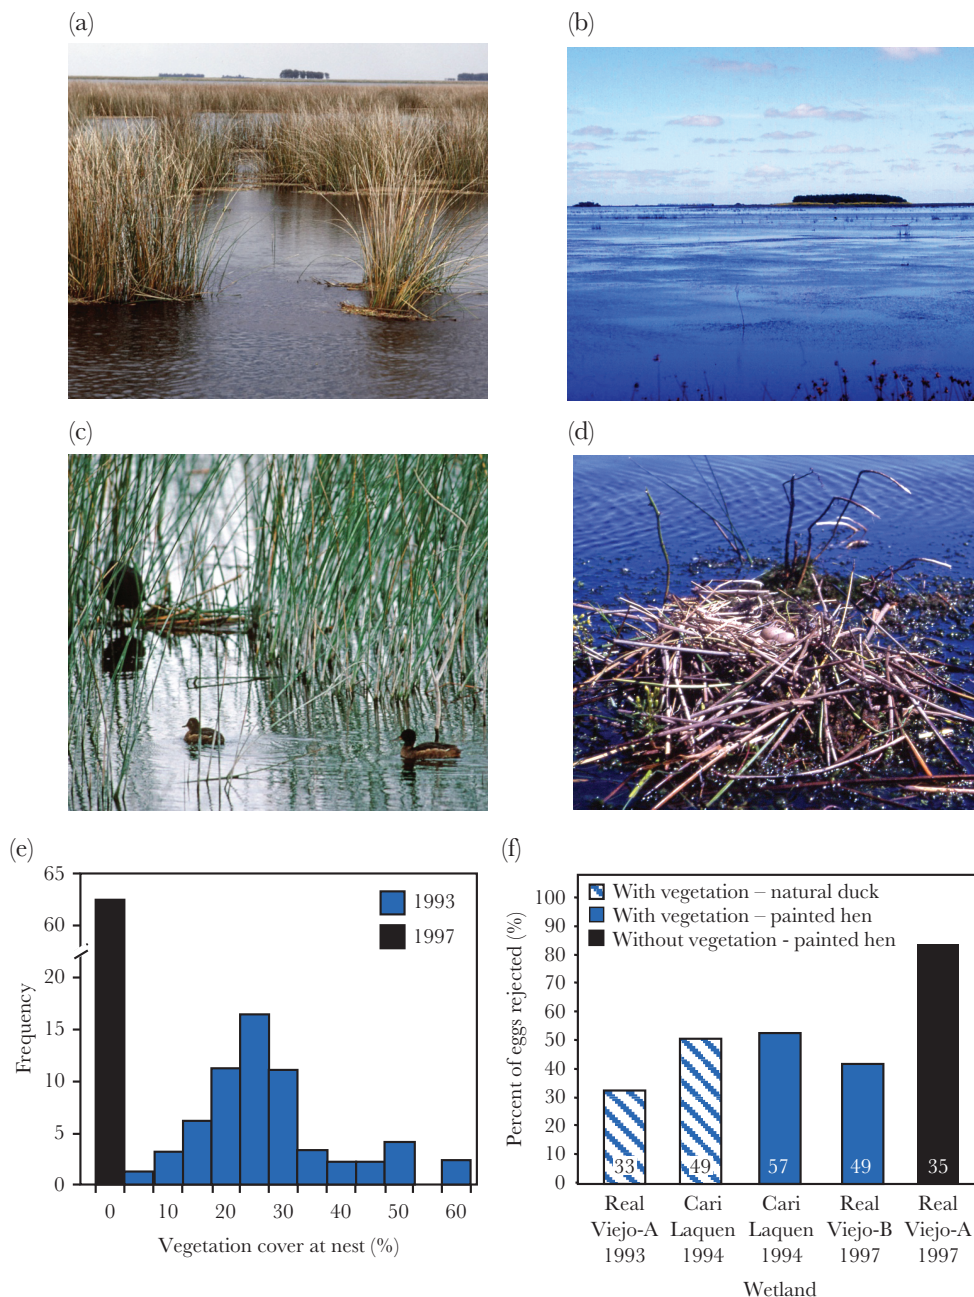 (a)
(b)
(c)
(d)
(e)
65
60
20
15
10
5
0
Frequency
1993
1997
0 10 20 30 40 50 60
Vegetation cover at nest (%)
(f)
100
90
80
70
60
50
40
30
20
10
0
Percent of eggs rejected (%)
With vegetation – natural duck
With vegetation – painted hen
Without vegetation - painted hen
33 49 57 49 35
Real Cari Cari Real Real
Viejo-A Laquen Laquen Viejo-B Viejo-A
1993 1994 1994 1997 1997
Wetland